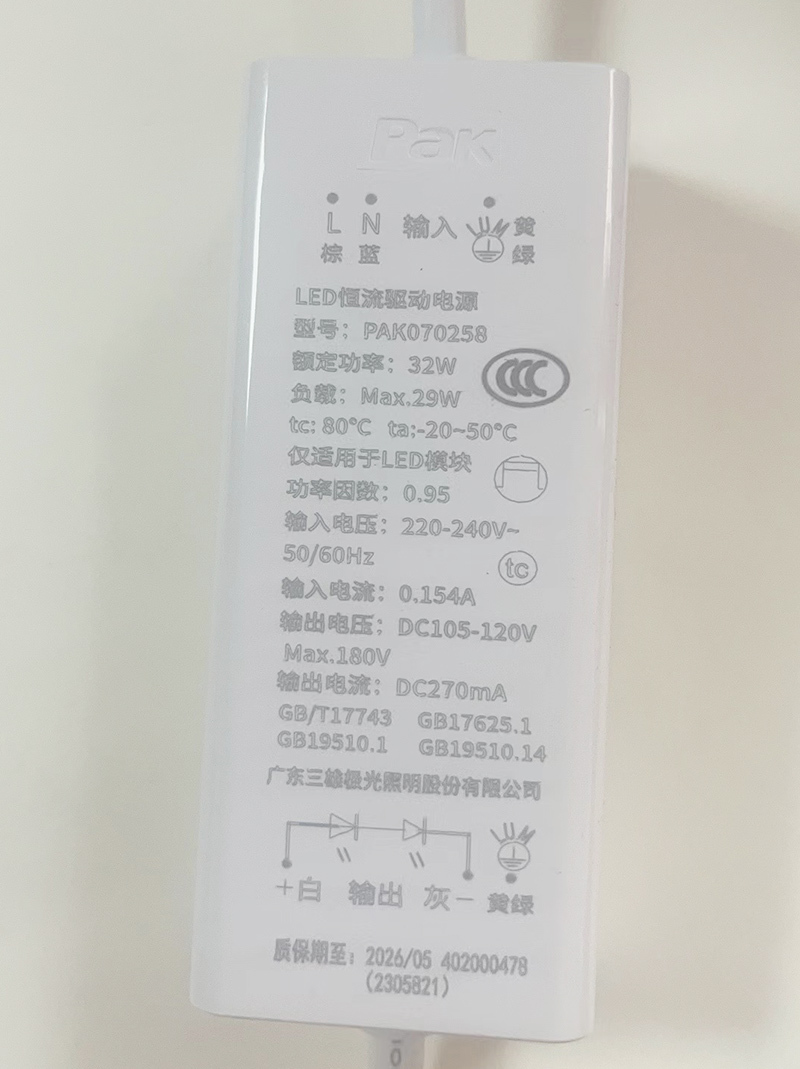 Pak
L N 输入 黄
棕 蓝 绿
LED恒流驱动电源
型号：PAK070258
额定功率：32W
负载：Max.29W
tc: 80°C ta:-20~50°C
仅适用于LED模块
功率因数：0.95
输入电压：220-240V~
50/60Hz
tc
输入电流：0.154A
输出电压：DC105-120V
Max.180V
输出电流：DC270mA
GB/T17743 GB17625.1
GB19510.1 GB19510.14
广东三雄极光照明股份有限公司
+白 输出 灰- 黄绿
质保期至：2026/05 402000478
(2305821)